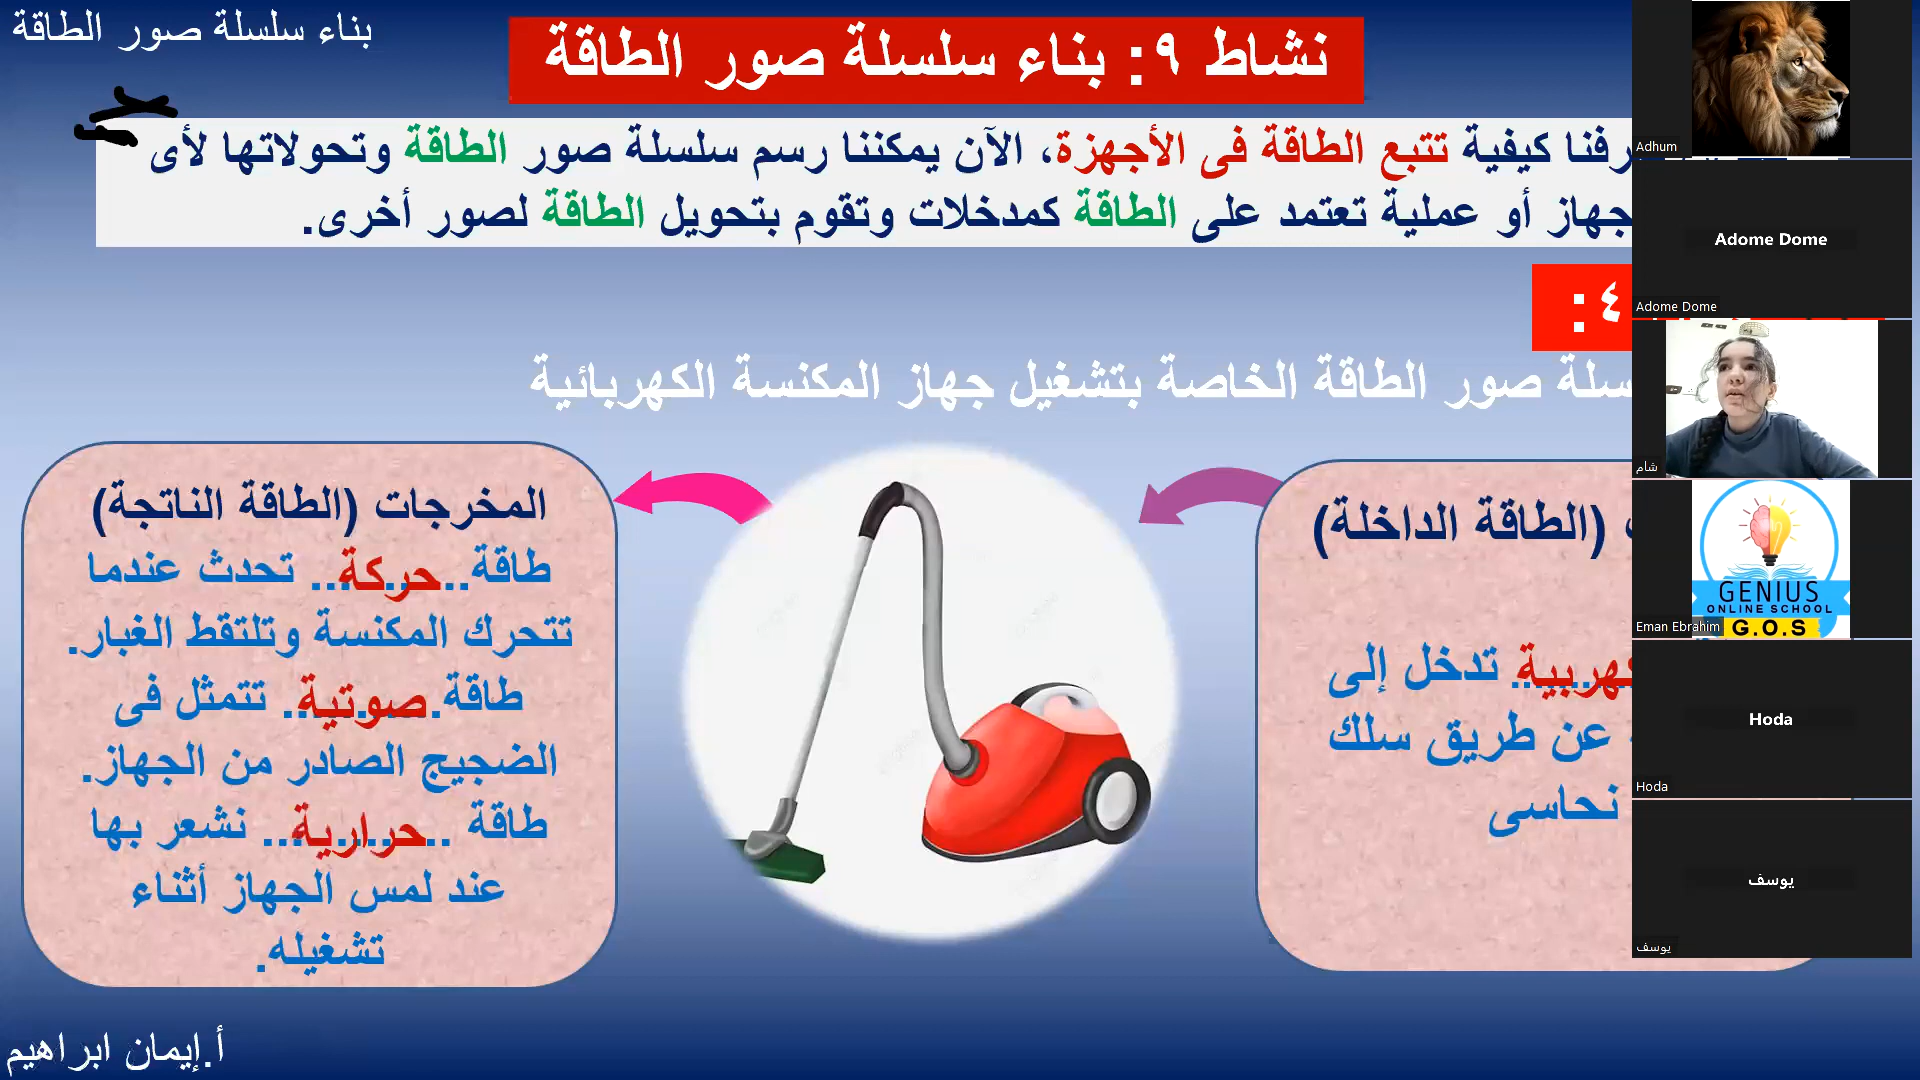 بناء سلسلة صور الطاقة
نشاط ٩: بناء سلسلة صور الطاقة
رفنا كيفية تتبع الطاقة فى الأجهزة، الآن يمكننا رسم سلسلة صور الطاقة وتحولاتها لأى
جهاز أو عملية تعتمد على الطاقة كمدخلات وتقوم بتحويل الطاقة لصور أخرى.
٤:
سلة صور الطاقة الخاصة بتشغيل جهاز المكنسة الكهربائية
(الطاقة الداخلة)
كهربية تدخل إلى
عن طريق سلك
نحاسى
المخرجات (الطاقة الناتجة)
طاقة..حركة.. تحدث عندما
تتحرك المكنسة وتلتقط الغبار.
طاقة.صوتية. تتمثل فى
الضجيج الصادر من الجهاز.
طاقة ..حرارية... نشعر بها
عند لمس الجهاز أثناء
تشغيله.
أ.إيمان ابراهيم
Adhum
Adome Dome
Adome Dome
شام
GENIUS
ONLINE SCHOOL
G.O.S
Eman Ebrahim
Hoda
Hoda
يوسف
يوسف